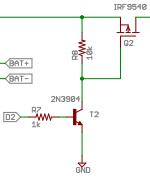 IRF9540
R8
10k
Q2
BAT+
BAT-
2N3904
R7
D2
T2
1k
GND